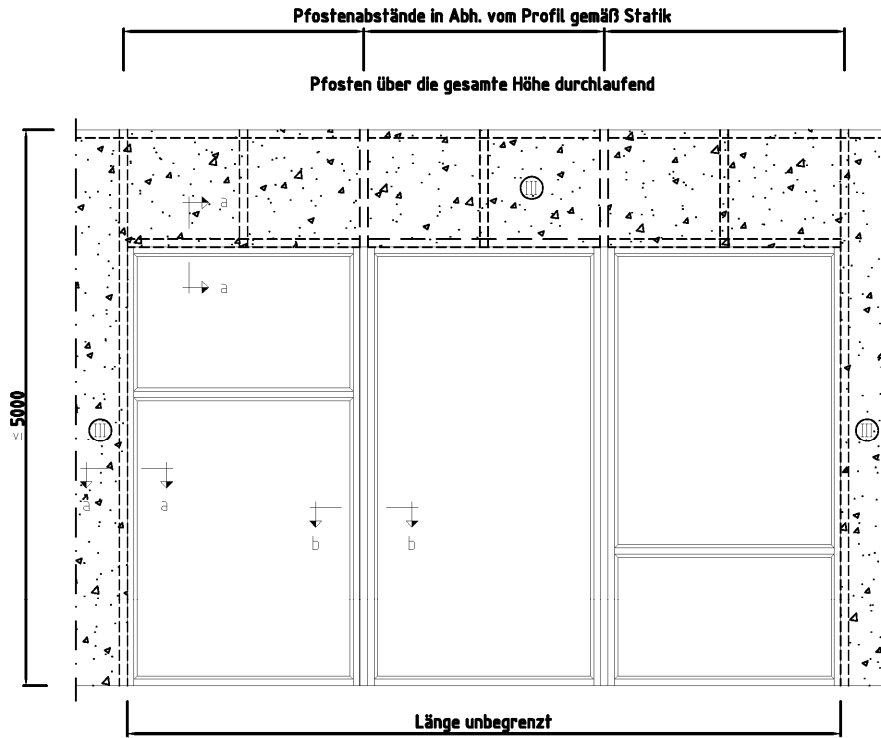 Pfostenabstände in Abh. vom Profil gemäß Statik
Pfosten über die gesamte Höhe durchlaufend
a
a
≤ 5000
a
a
b
b
Länge unbegrenzt